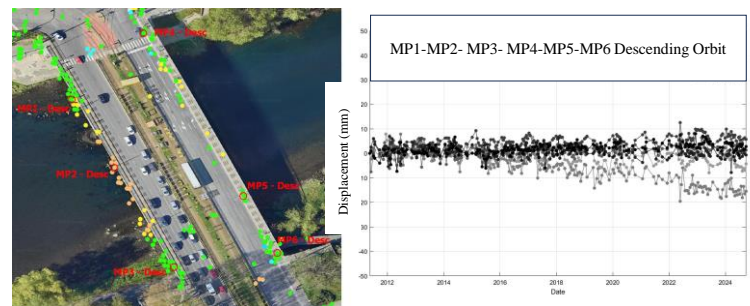 MP4 - Desc
MP1 - Desc
MP2 - Desc
MP5 - Desc
MP6 - Desc
MP3 - Desc
MP1-MP2- MP3- MP4-MP5-MP6 Descending Orbit
Displacement (mm)
50
40
30
20
10
0
-10
-20
-30
-40
-50
2012 2014 2016 2018 2020 2022 2024
Date